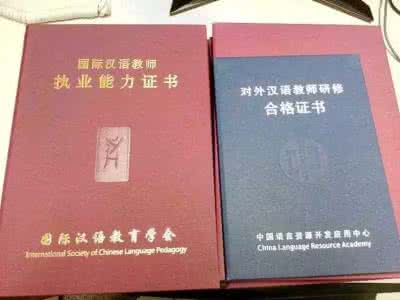 国际汉语教师
执业能力证书
国际汉语教育学会
International Society of Chinese Language Pedagogy
对外汉语教师研修
合格证书
中国语言资源开发应用中心
China Language Resource Academy